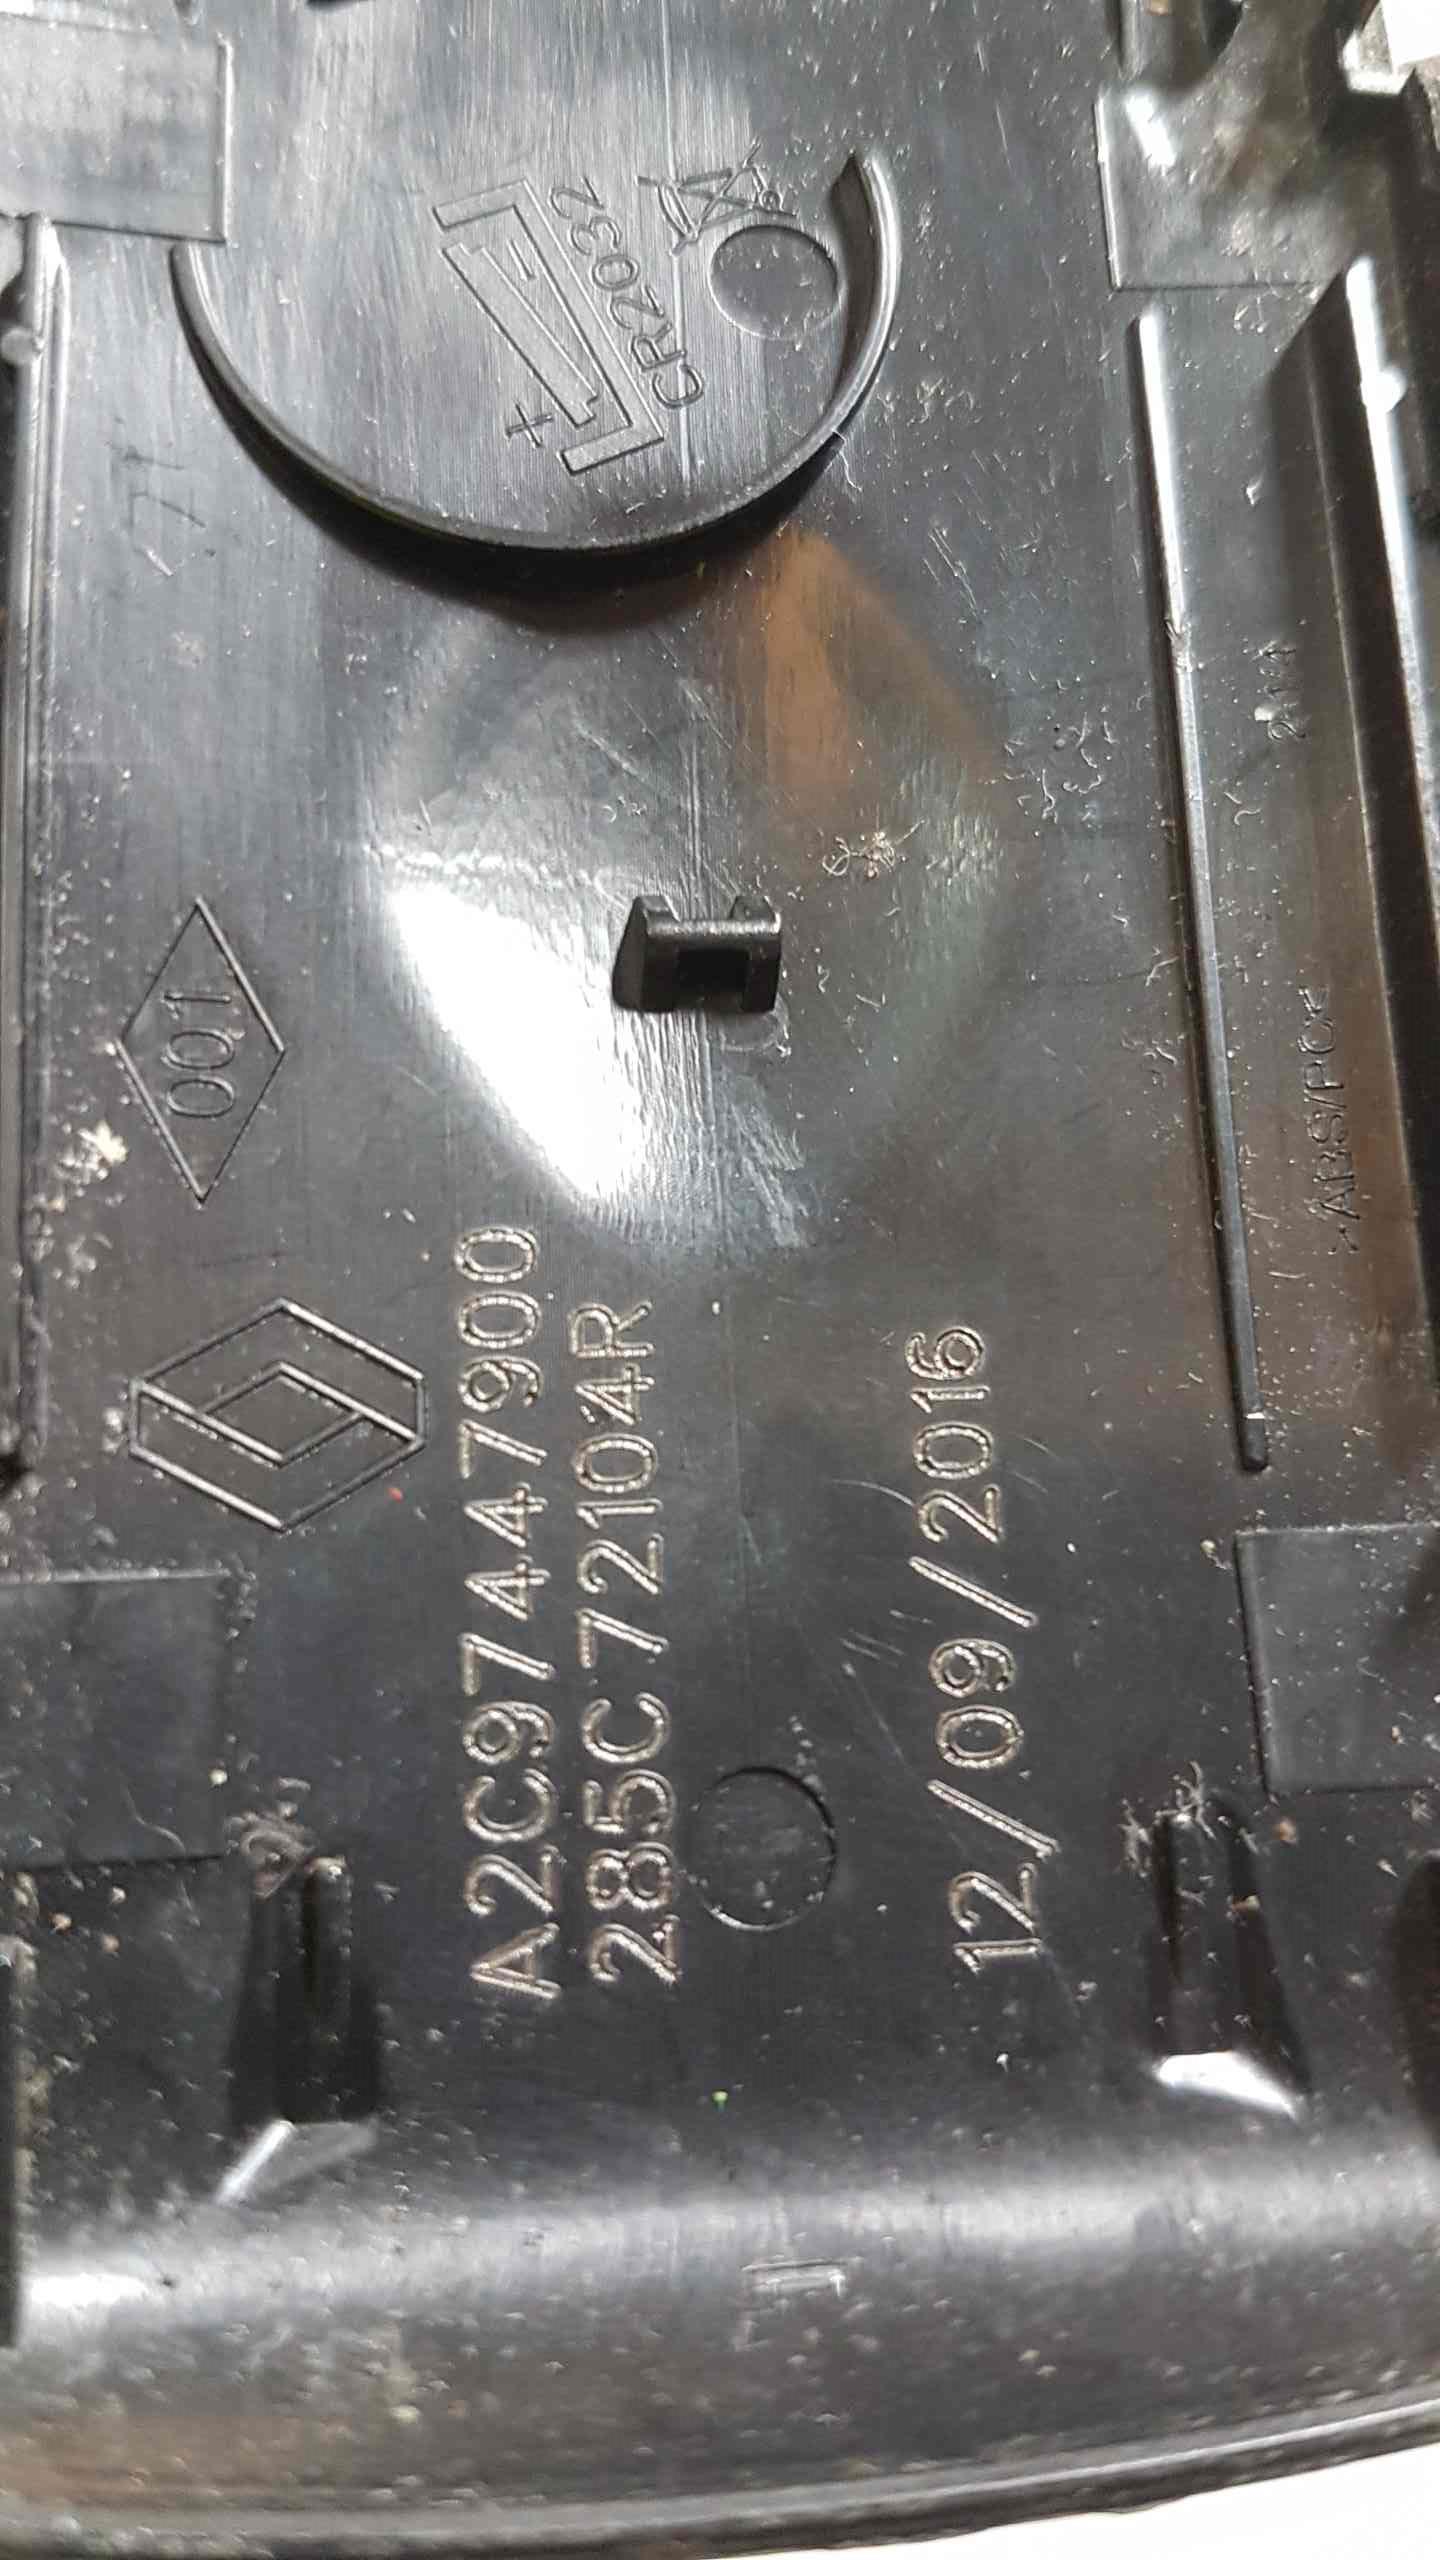 +
CR2032
001
A2C97447900
285C72104R
12/09/2016
>ABS/PC<